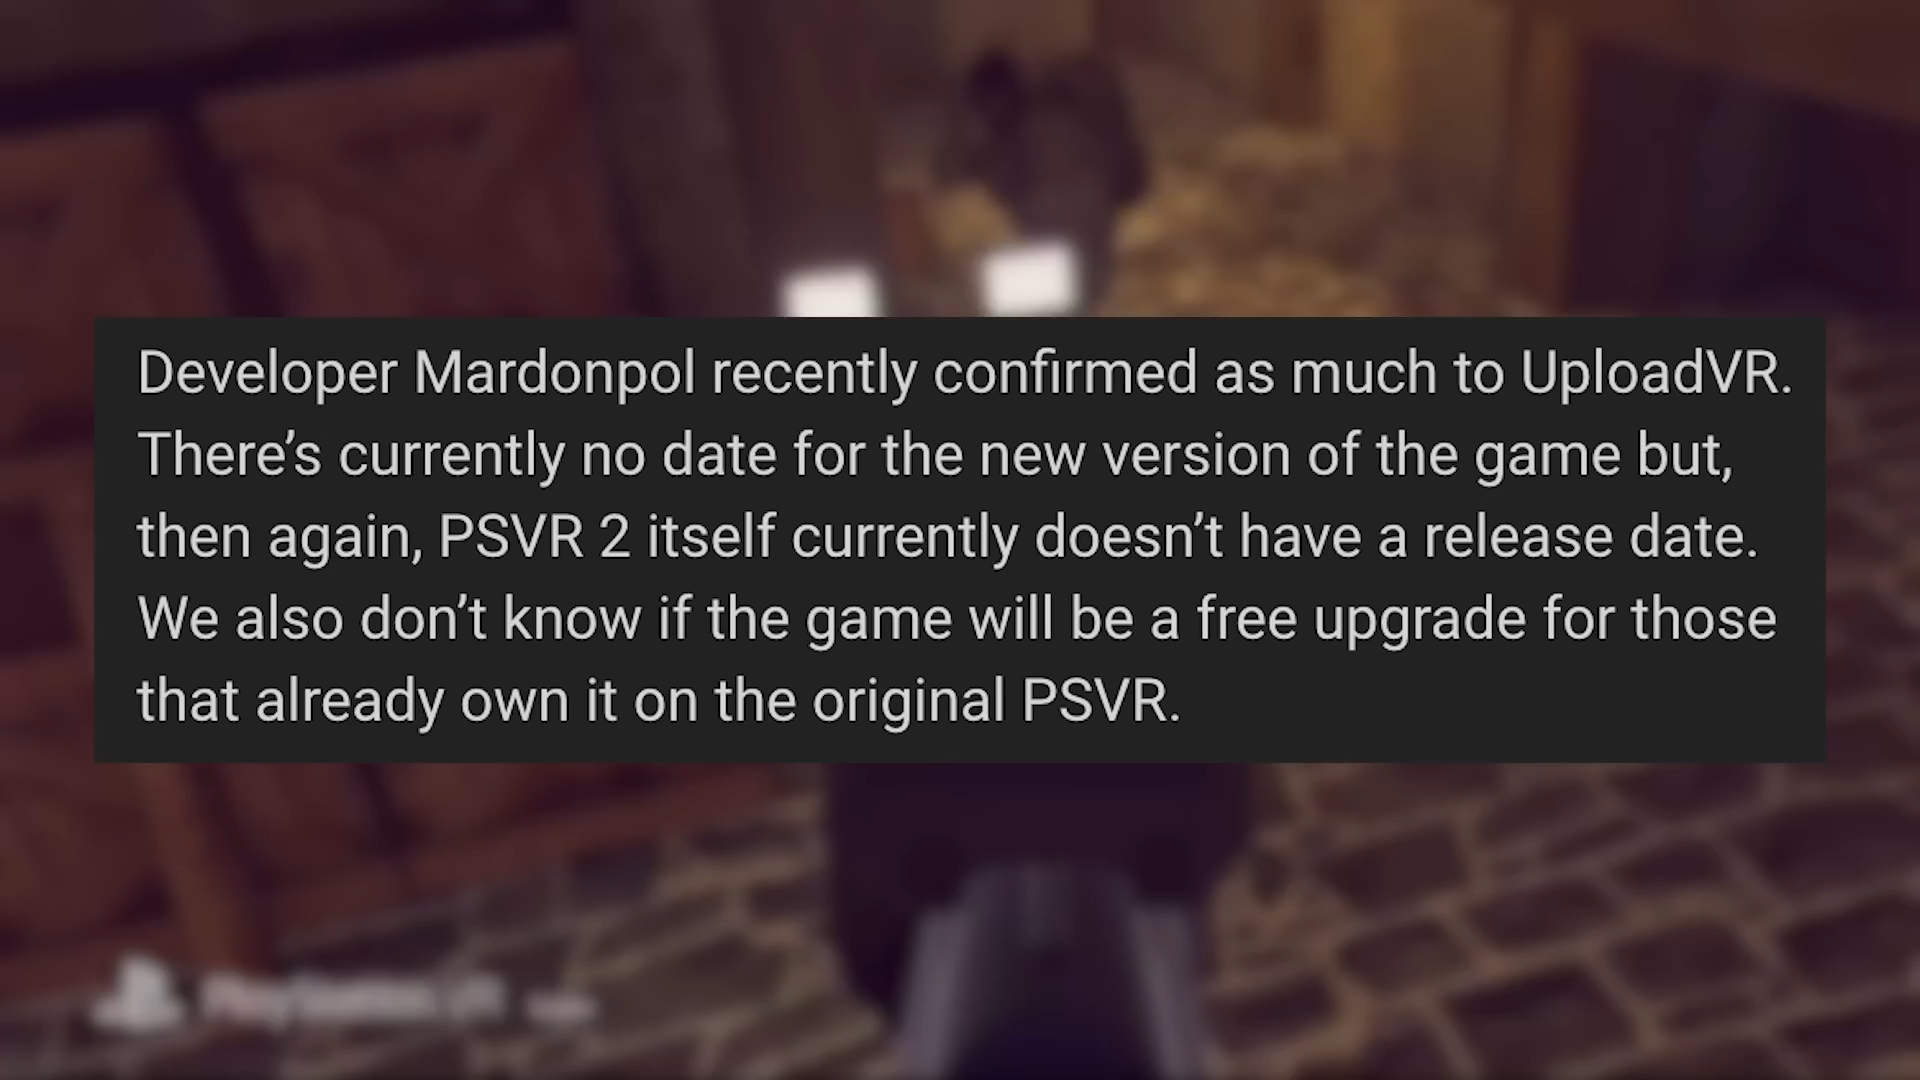 Developer Mardonpol recently confirmed as much to UploadVR.
There’s currently no date for the new version of the game but,
then again, PSVR 2 itself currently doesn’t have a release date.
We also don’t know if the game will be a free upgrade for those
that already own it on the original PSVR.